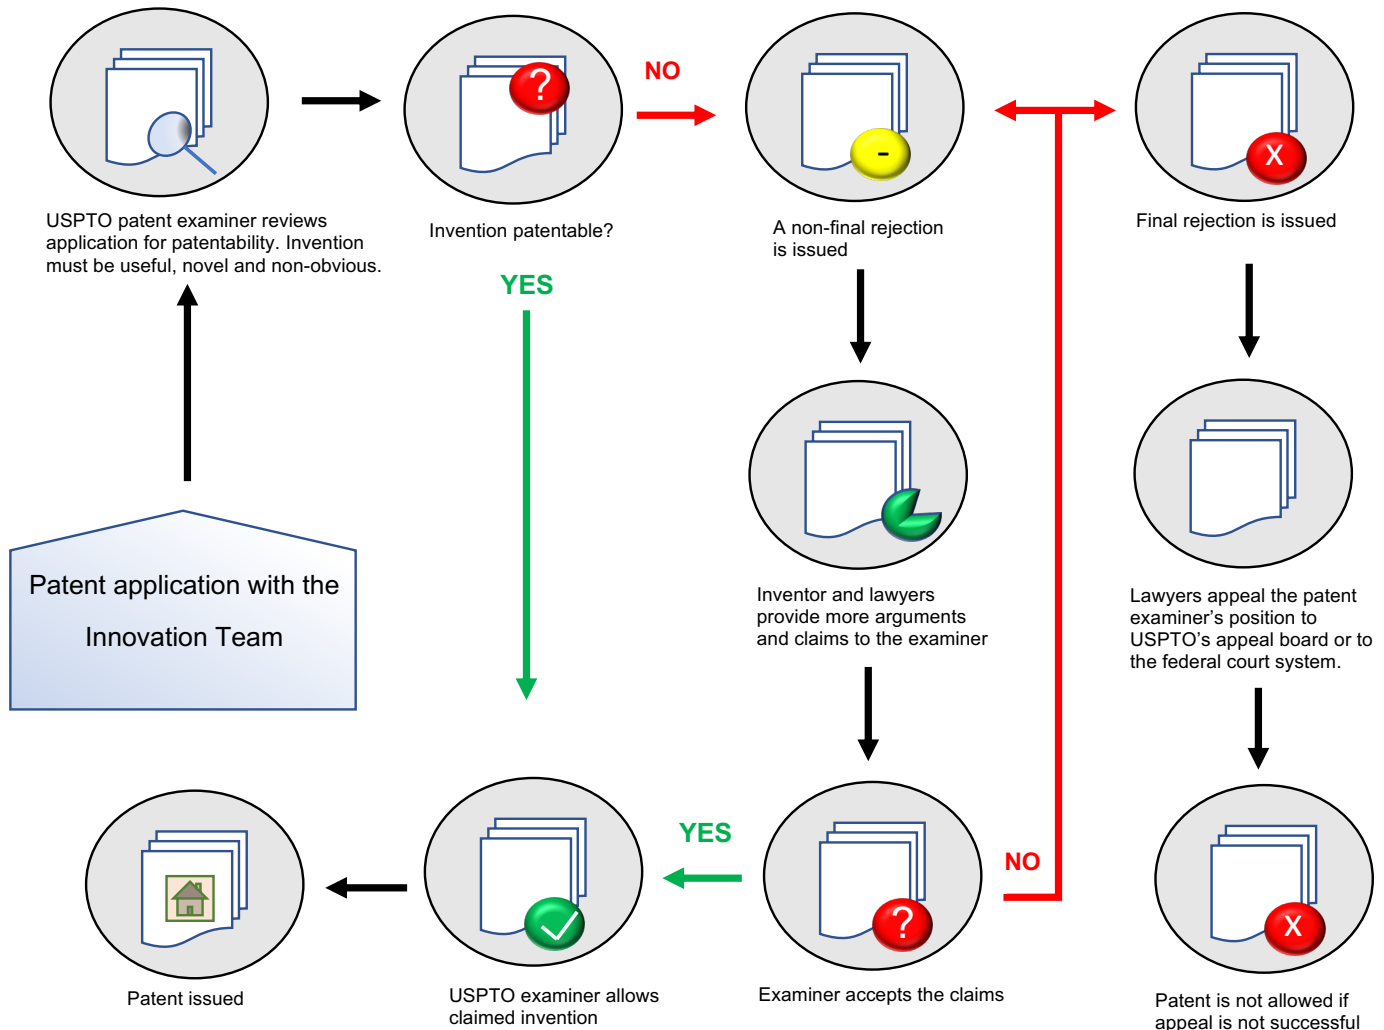 ?
NO
-
X
USPTO patent examiner reviews
application for patentability. Invention
must be useful, novel and non-obvious.
Invention patentable?
A non-final rejection
is issued
Final rejection is issued
YES
Patent application with the
Innovation Team
Inventor and lawyers
provide more arguments
and claims to the examiner
Lawyers appeal the patent
examiner’s position to
USPTO’s appeal board or to
the federal court system.
YES
NO
?
X
Patent issued
USPTO examiner allows
claimed invention
Examiner accepts the claims
Patent is not allowed if
appeal is not successful